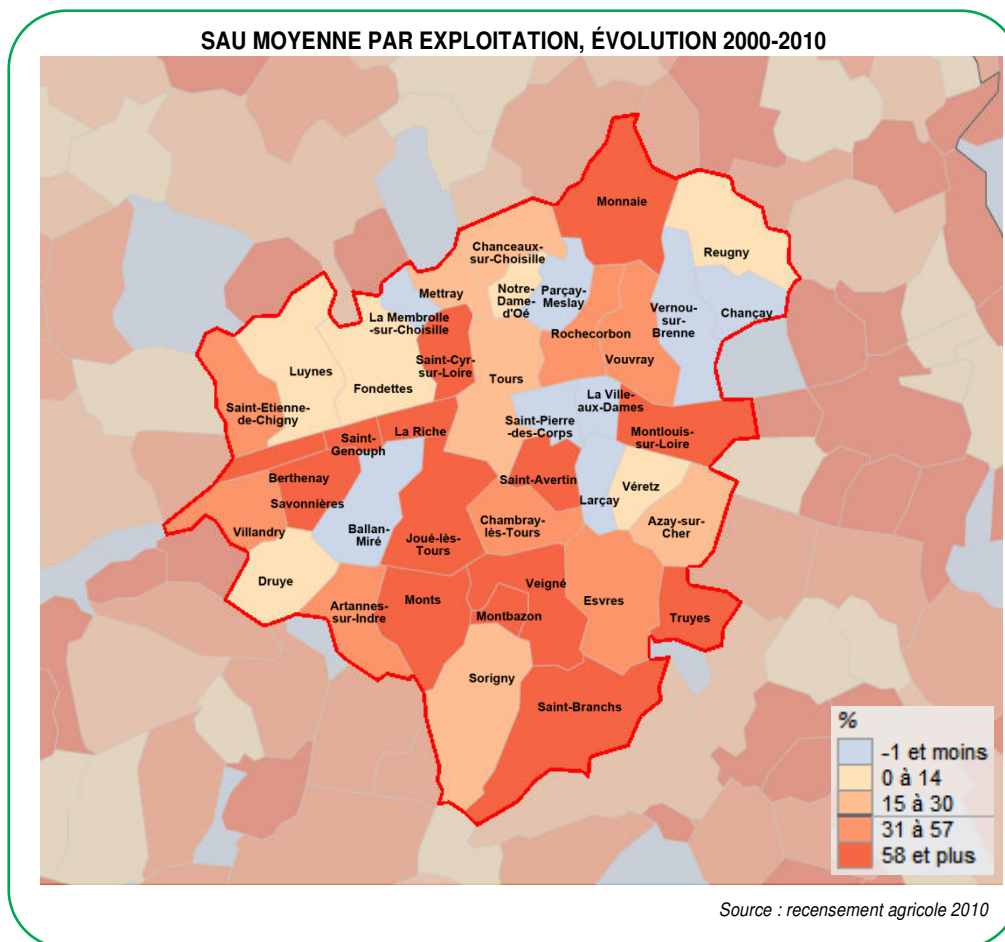 SAU MOYENNE PAR EXPLOITATION, ÉVOLUTION 2000-2010
Monnaie
Reugny
Chanceaux-
sur-Choisille
Mettray
Notre-
Dame-
d'Oé
Parçay-
Meslay
Vernou-
sur-
Brenne
Chançay
La Membrolle
-sur-Choisille
Rochecorbon
Vouvray
Saint-Cyr-
sur-Loire
Luynes
Fondettes
Tours
La Ville-
aux-Dames
Saint-Etienne-
de-Chigny
Saint-Pierre
-des-Corps
Montlouis-
sur-Loire
La Riche
Saint-
Genouph
Berthenay
Savonnières
Saint-Avertin
Larçay
Véretz
Azay-sur-
Cher
Villandry
Ballan-
Miré
Joué-lès-
Tours
Chambray-
lès-Tours
Druye
Artannes-
sur-Indre
Monts
Veigné
Montbazon
Esvres
Truyes
Sorigny
Saint-Branchs
%
-1 et moins
0 à 14
15 à 30
31 à 57
58 et plus
Source : recensement agricole 2010